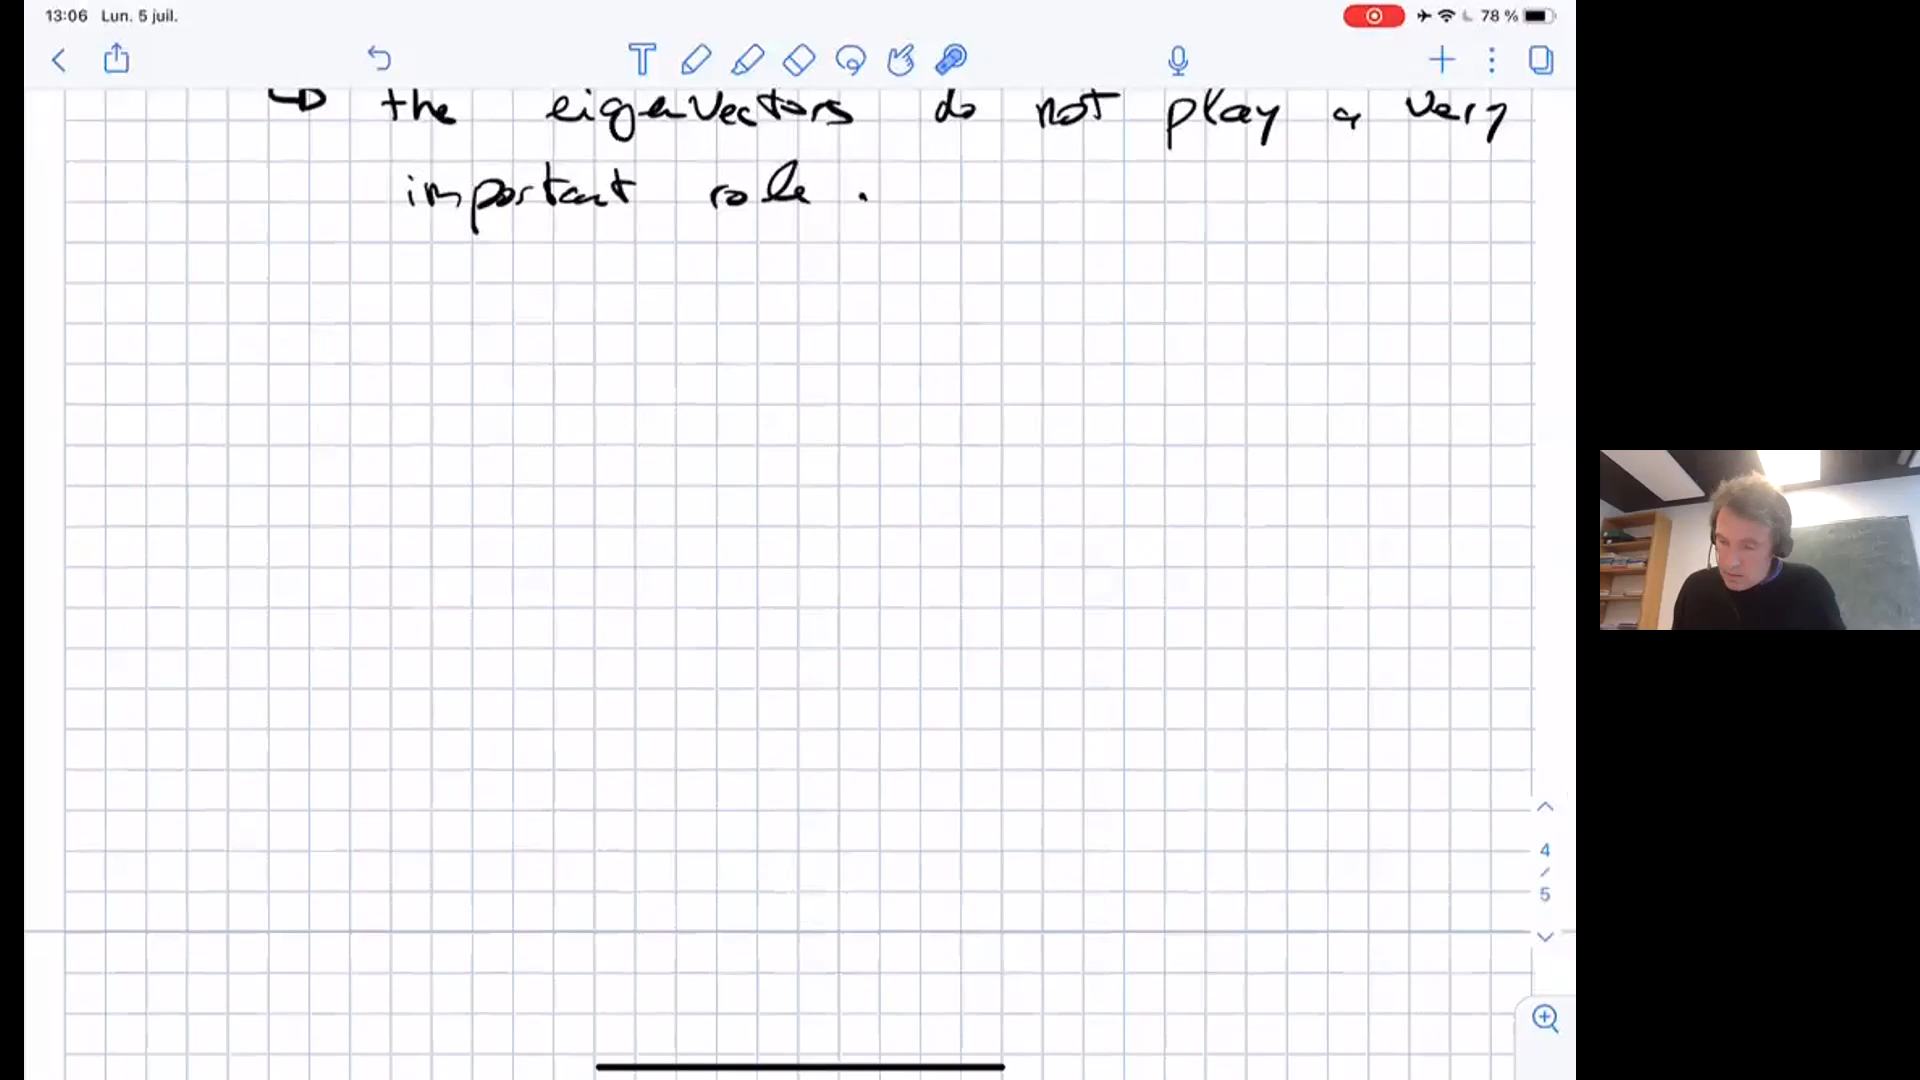 13:06 Lun. 5 juil.
78 %
T
↳ the eigenvectors do not play a very
important role .
4
/
5